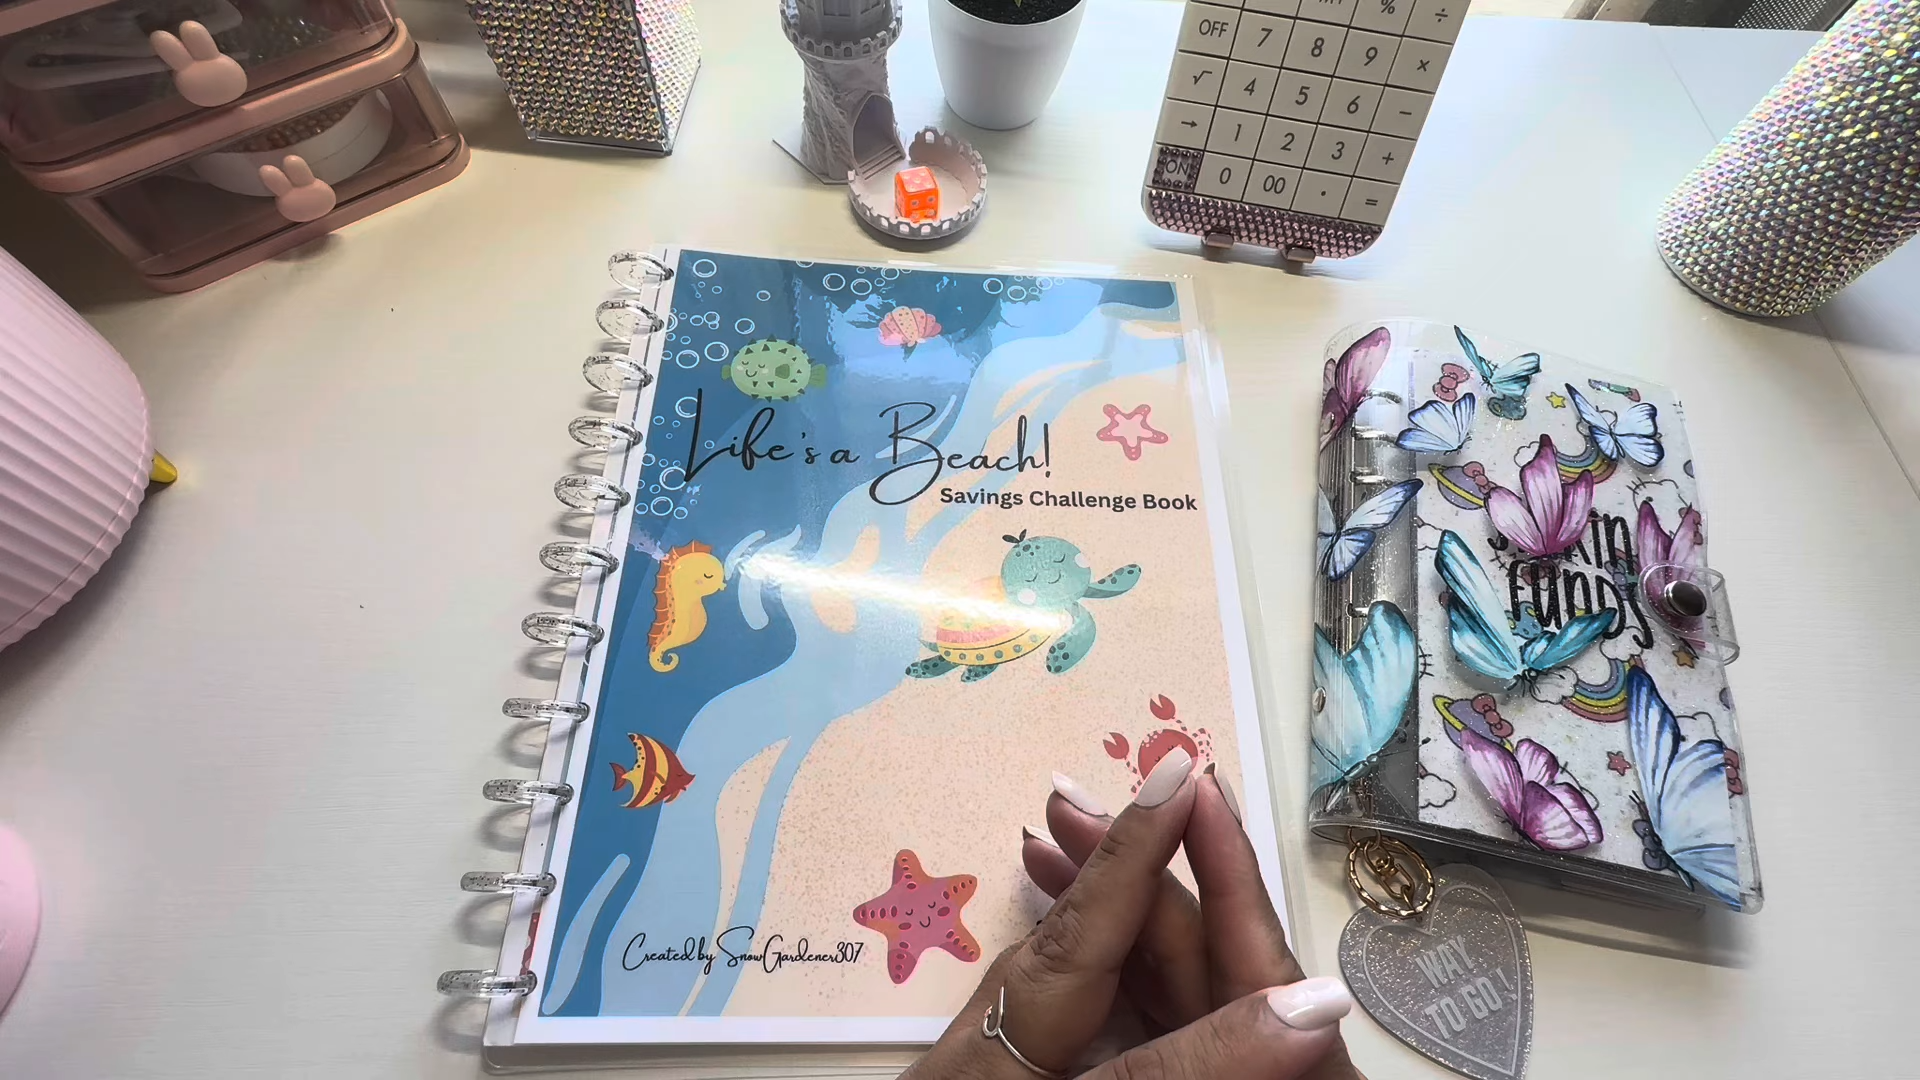 % ÷
OFF 7 8 9 ×
√ 4 5 6 −
→ 1 2 3 +
ON 0 00 . =
Life's a Beach!
Savings Challenge Book
Created by SnowGardener307
Funds
WAY
TO GO!